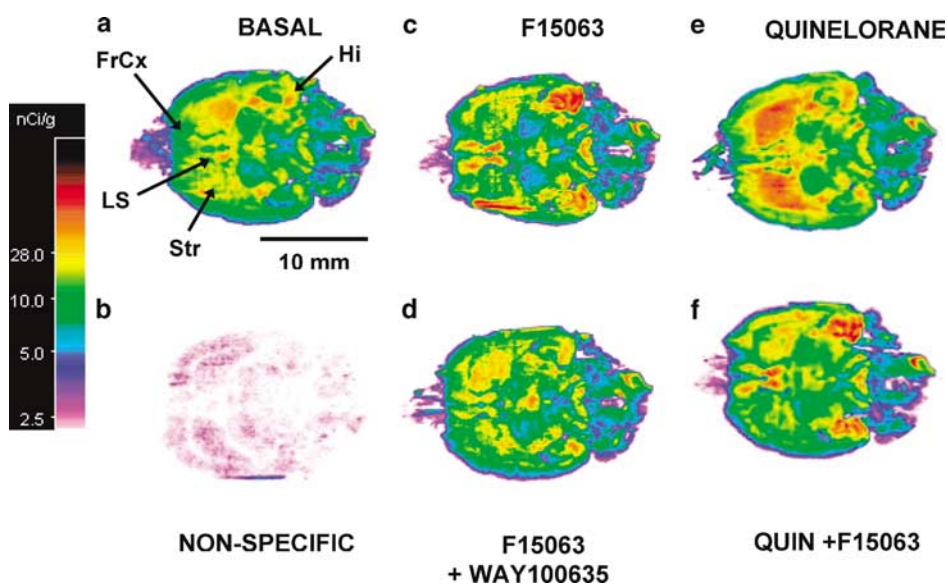 a
BASAL
FrCx
Hi
LS
Str
10 mm
c
F15063
e
QUINELORANE
nCi/g
28.0
10.0
5.0
2.5
b
NON-SPECIFIC
d
F15063
+ WAY100635
f
QUIN +F15063